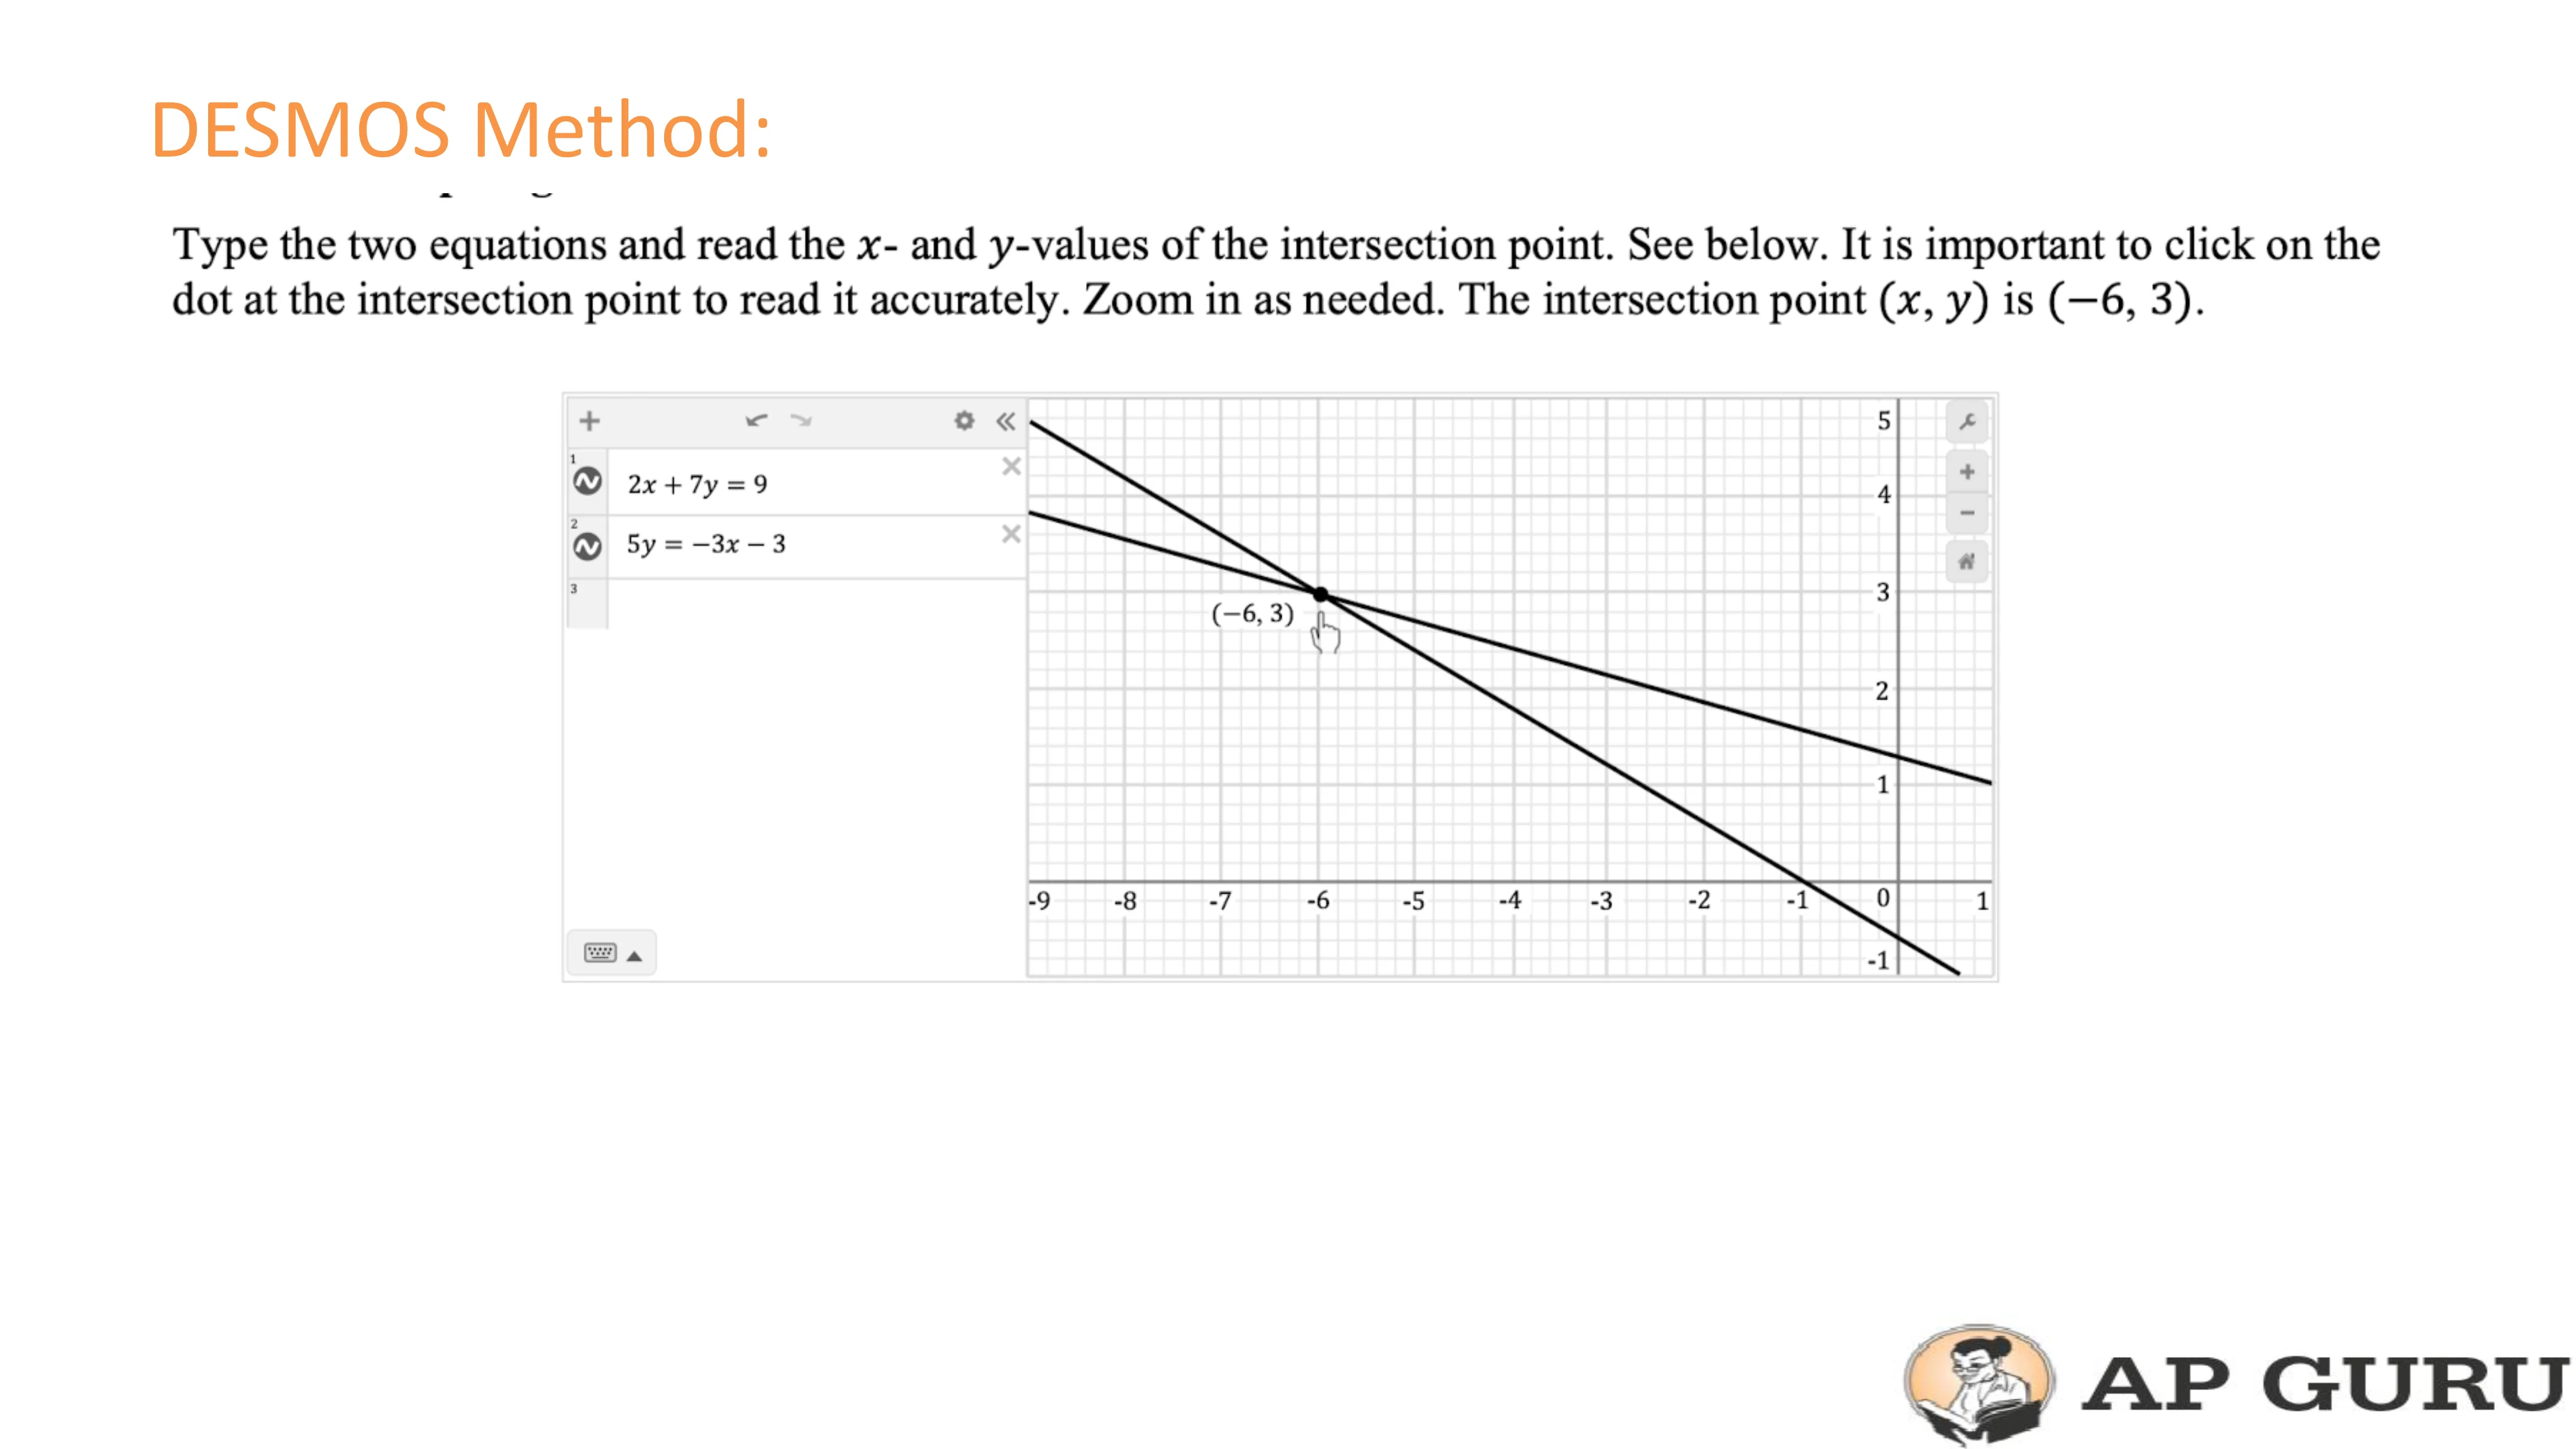 DESMOS Method:
Type the two equations and read the x- and y-values of the intersection point. See below. It is important to click on the
dot at the intersection point to read it accurately. Zoom in as needed. The intersection point (x, y) is (−6, 3).
1
2x + 7y = 9
2
5y = −3x − 3
3
5
4
3
2
1
(−6, 3)
-9 -8 -7 -6 -5 -4 -3 -2 -1 0 1
-1
AP GURU